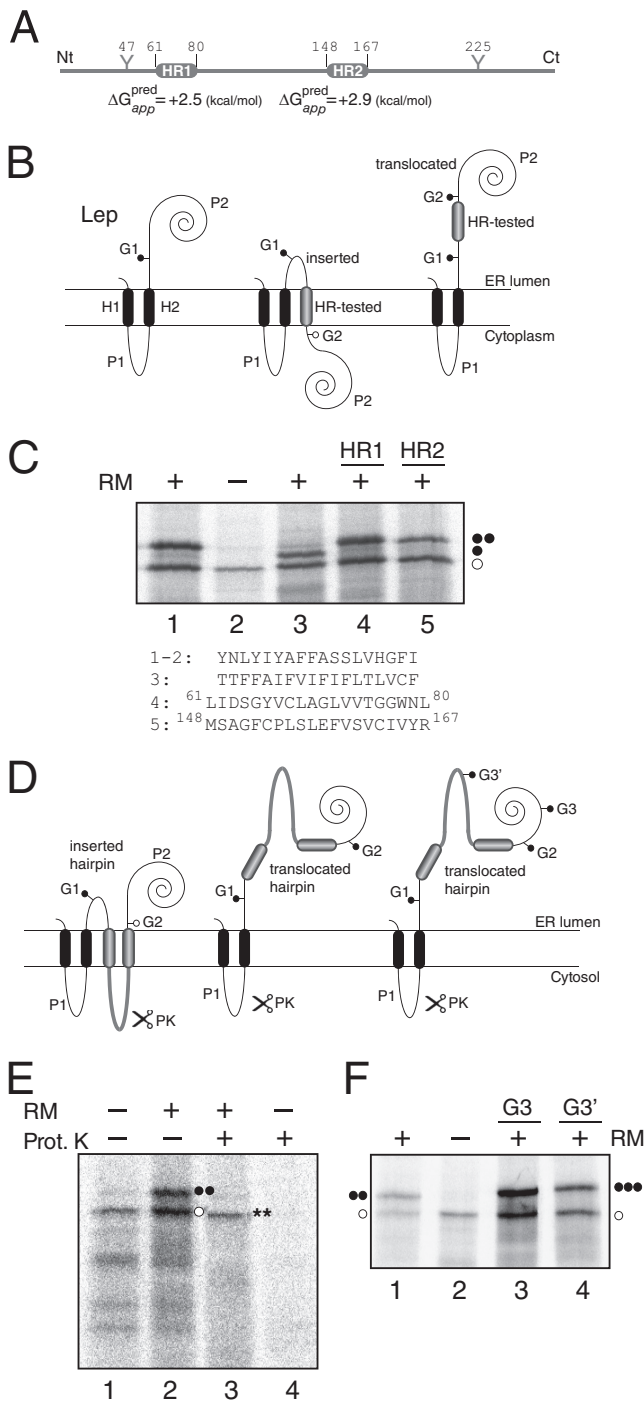 A
47 61 80 148 167 225
Nt Y HR1 HR2 Y Ct
ΔG pred app = +2.5 (kcal/mol) ΔG pred app = +2.9 (kcal/mol)
B
translocated P2
Lep P2 G2
HR-tested
G1 G1 inserted G1
ER lumen
H1 H2 HR-tested
G2 Cytoplasm
P1 P1 P1
P2
C
HR1 HR2
RM + – + + +
1 2 3 4 5
1-2: YNLYIYAFFASSLVHGFI
3: TTFFAIFVIFIFLTLVCF
4: 61LIDSGYVCLAGLVVTGGWNL80
5: 148MSAGFCPLSLEFVSVCIVYR167
D
G3'
G3
inserted hairpin P2 G2 G2
translocated hairpin translocated hairpin
G1 G1 G1
G2 ER lumen
Cytosol
P1 PK P1 PK P1 PK
E
RM – + + –
Prot. K – – + +
**
1 2 3 4
F
G3 G3'
+ – + + RM
1 2 3 4